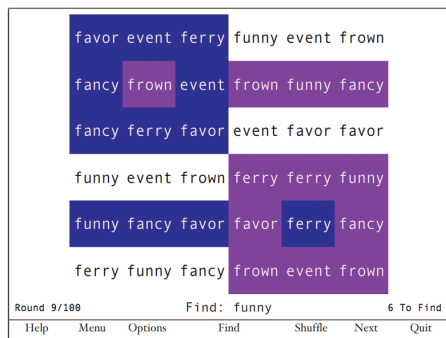 favor event ferry funny event frown
fancy frown event frown funny fancy
fancy ferry favor event favor favor
funny event frown ferry ferry funny
funny fancy favor favor ferry fancy
ferry funny fancy frown event frown
Round 9/100 Find: funny 6 To Find
Help Menu Options Find Shuffle Next Quit